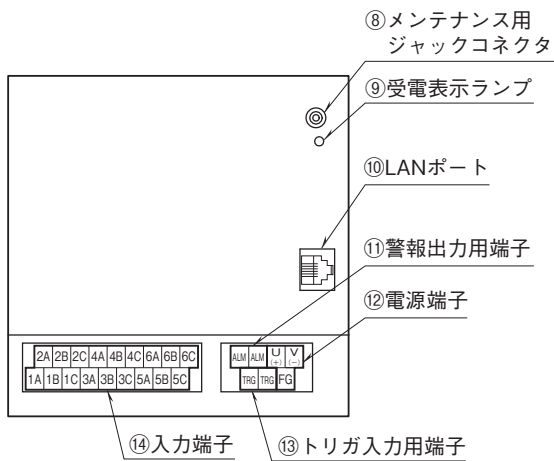 ⑧メンテナンス用
ジャックコネクタ
⑨受電表示ランプ
⑩LANポート
⑪警報出力用端子
⑫電源端子
2A 2B 2C 4A 4B 4C 6A 6B 6C
1A 1B 1C 3A 3B 3C 5A 5B 5C
ALM ALM U(+) V(−)
TRG TRG FG
⑭入力端子
⑬トリガ入力用端子